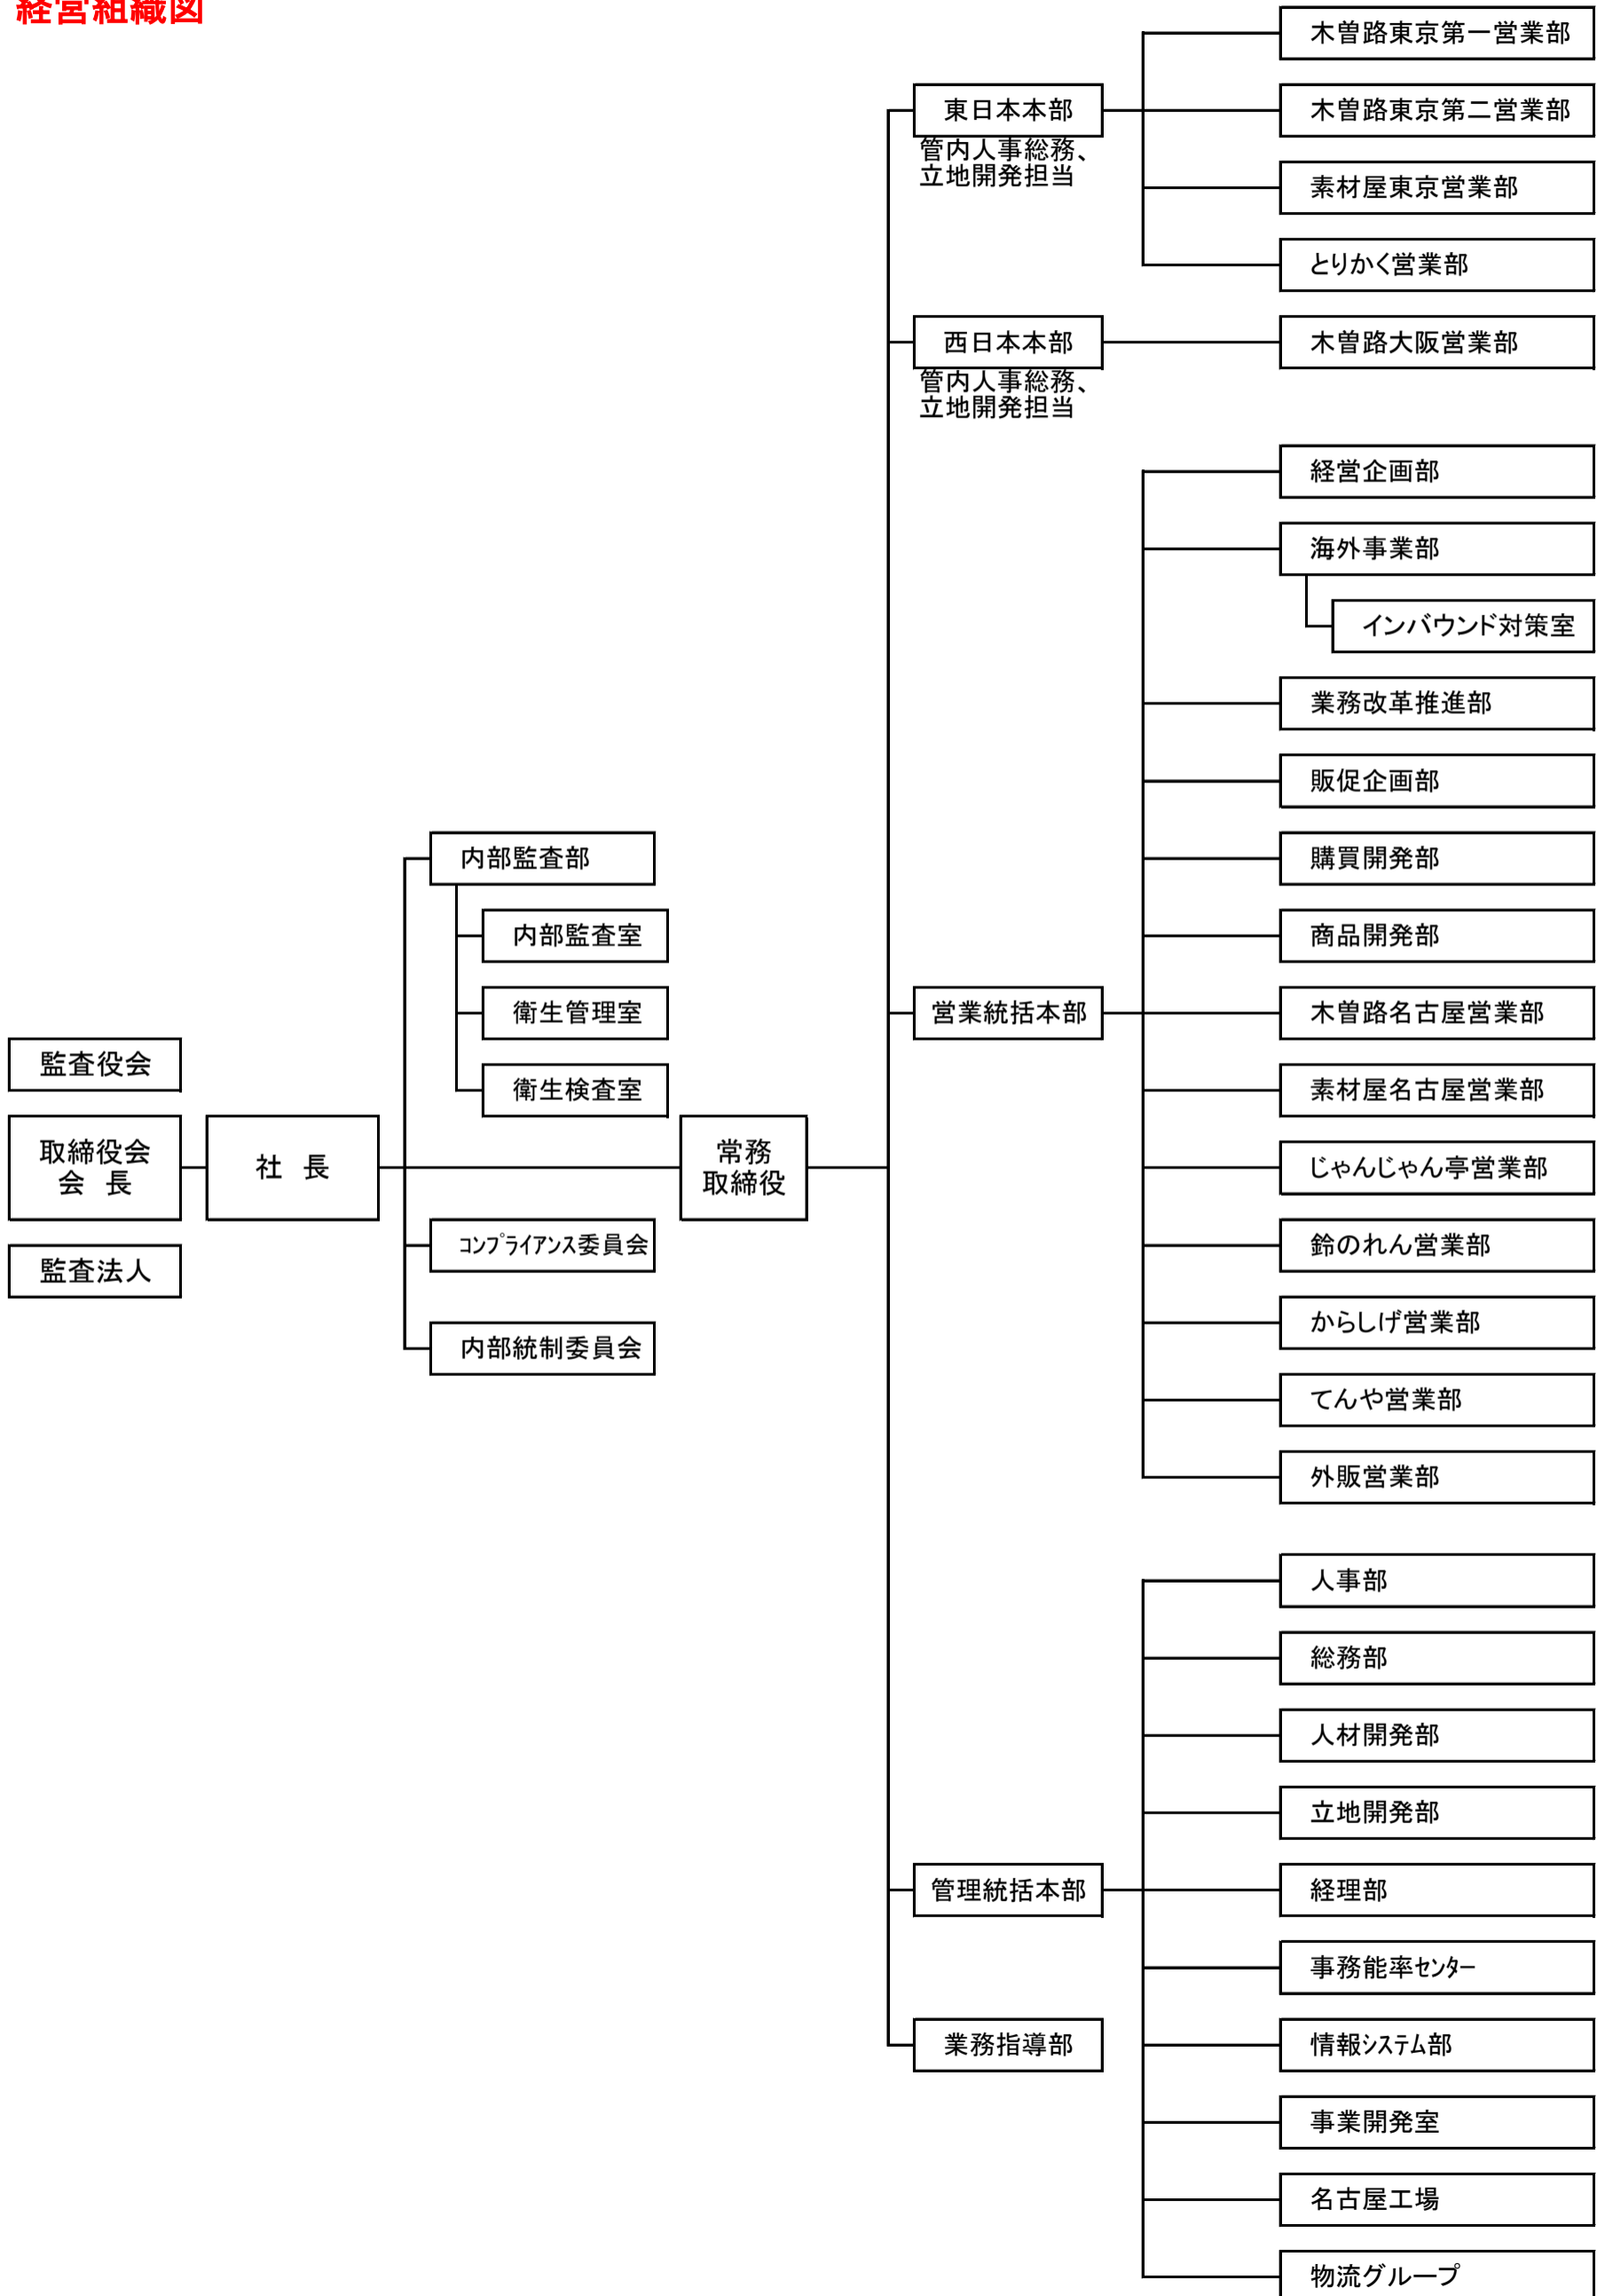 経営組織図
木曽路東京第一営業部
東日本本部
木曽路東京第二営業部
管内人事総務、
立地開発担当
素材屋東京営業部
とりかく営業部
西日本本部
木曽路大阪営業部
管内人事総務、
立地開発担当
経営企画部
海外事業部
インバウンド対策室
業務改革推進部
販促企画部
内部監査部
購買開発部
内部監査室
商品開発部
衛生管理室
営業統括本部
木曽路名古屋営業部
監査役会
衛生検査室
素材屋名古屋営業部
取締役会
会 長
社 長
常務
取締役
じゃんじゃん亭営業部
監査法人
コンプライアンス委員会
鈴のれん営業部
内部統制委員会
からしげ営業部
てんや営業部
外販営業部
人事部
総務部
人材開発部
立地開発部
管理統括本部
経理部
事務能率センター
業務指導部
情報システム部
事業開発室
名古屋工場
物流グループ